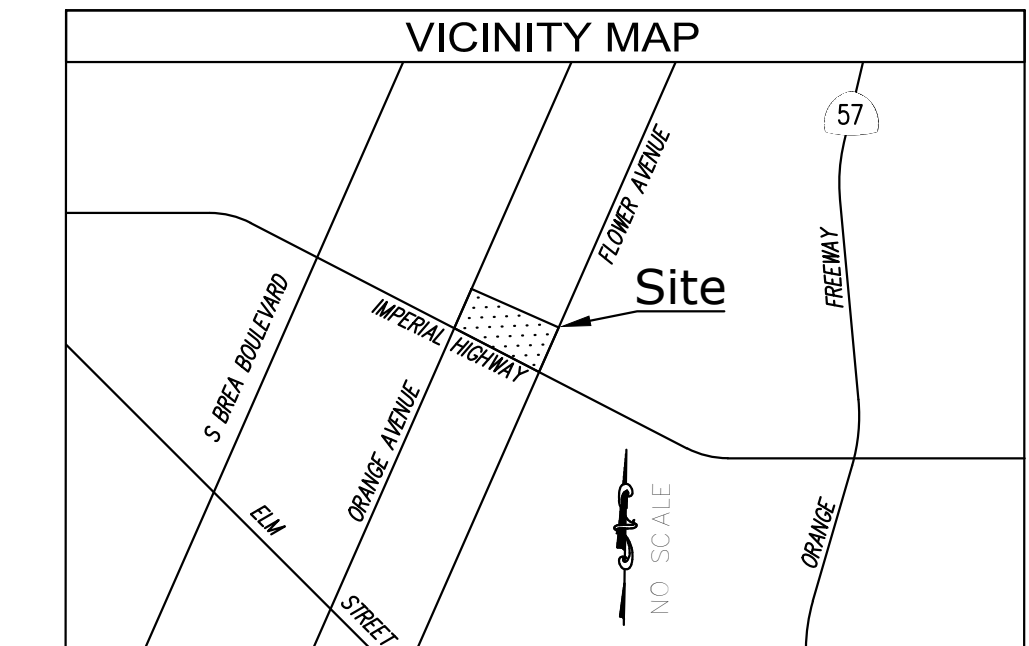 VICINITY MAP
57
FLOWER AVENUE
FREEWAY
Site
S BREA BOULEVARD
IMPERIAL HIGHWAY
ORANGE AVENUE
NO SCALE
ELM STREET
ORANGE